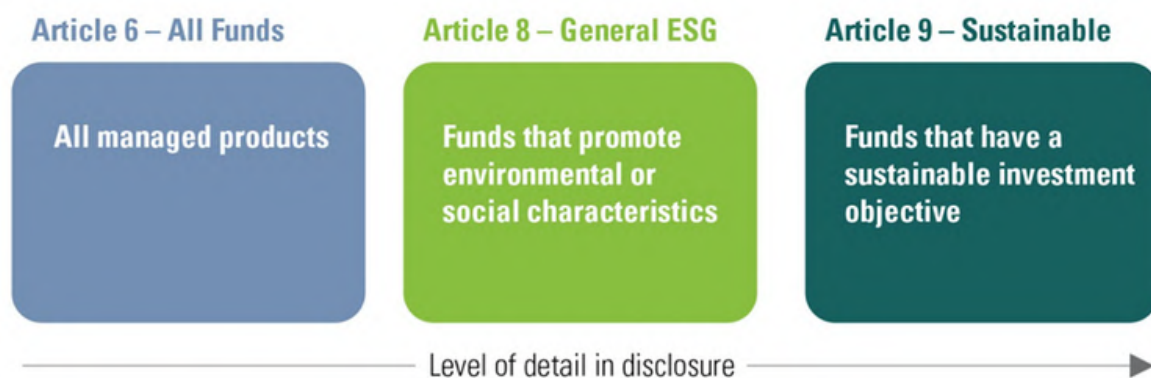 Article 6 – All Funds
All managed products
Article 8 – General ESG
Funds that promote
environmental or
social characteristics
Article 9 – Sustainable
Funds that have a
sustainable investment
objective
Level of detail in disclosure